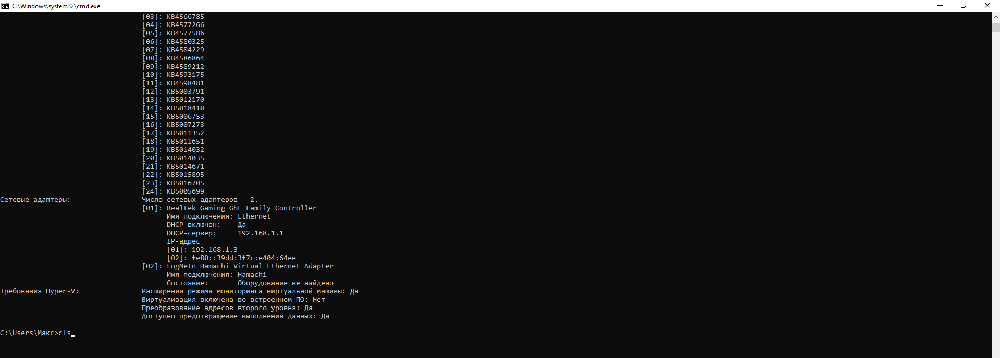 C:\Windows\system32\cmd.exe
[03]: KB4566785
[04]: KB4577266
[05]: KB4577586
[06]: KB4580325
[07]: KB4584229
[08]: KB4586864
[09]: KB4589212
[10]: KB4593175
[11]: KB4598481
[12]: KB5003791
[13]: KB5012170
[14]: KB5018410
[15]: KB5006753
[16]: KB5007273
[17]: KB5011352
[18]: KB5011651
[19]: KB5014032
[20]: KB5014035
[21]: KB5014671
[22]: KB5015895
[23]: KB5016705
[24]: KB5005699
Сетевые адаптеры: Число сетевых адаптеров - 2.
[01]: Realtek Gaming GbE Family Controller
Имя подключения: Ethernet
DHCP включен: Да
DHCP-сервер: 192.168.1.1
IP-адрес
[01]: 192.168.1.3
[02]: fe80::39dd:3f7c:e404:64ee
[02]: LogMeIn Hamachi Virtual Ethernet Adapter
Имя подключения: Hamachi
Состояние: Оборудование не найдено
Требования Hyper-V: Расширения режима мониторинга виртуальной машины: Да
Виртуализация включена во встроенном ПО: Нет
Преобразование адресов второго уровня: Да
Доступно предотвращение выполнения данных: Да
C:\Users\Макс>cls